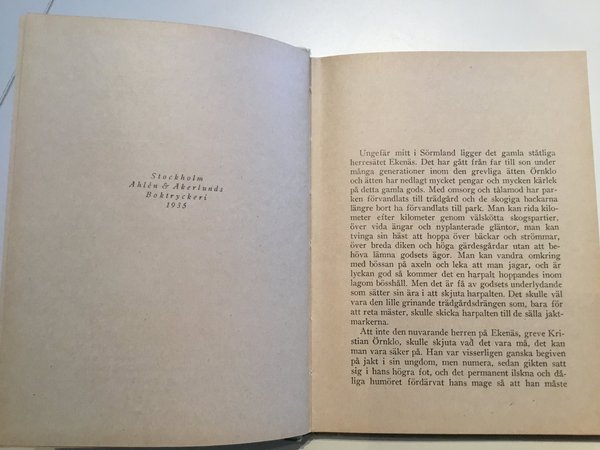 Stockholm
Ahlén & Åkerlunds
Boktryckeri
1935
Ungefär mitt i Sörmland ligger det gamla ståtliga
herresätet Ekenäs. Det har gått från far till son under
många generationer inom den grevliga ätten Örnklo
och ätten har nedlagt mycket pengar och mycken kärlek
på detta gamla gods. Med omsorg och tålamod har par-
ken förvandlats till trädgård och de skogiga backarna
längre bort ha förvandlats till park. Man kan rida kilo-
meter efter kilometer genom välskötta skogspartier.
över vida ängar och nyplanterade gläntor, man kan
tvinga sin häst att hoppa över bäckar och strömmar,
över breda diken och höga gärdesgårdar utan att be-
höva lämna godsets ägor. Man kan vandra omkring
med bössan på axeln och leka att man jagar, och är
lyckan god så kommer det en harpalt hoppandes inom
lagom bösshåll. Men det är få av godsets underlydande
som sätter sin ära i att skjuta harpalten. Det skulle väl
vara den lille grinande trädgårdsdrängen som, bara för
att reta mäster, skulle skicka harpalten till de sälla jakt-
markerna.
Att inte den nuvarande herren på Ekenäs, greve Kri-
stian Örnklo, skulle skjuta vad det vara må, det kan
man vara säker på. Han var visserligen ganska begiven
på jakt i sin ungdom, men numera, sedan gikten satt
sig i hans högra fot, och det permanent ilskna och då-
liga humöret fördärvat hans mage så att han måste